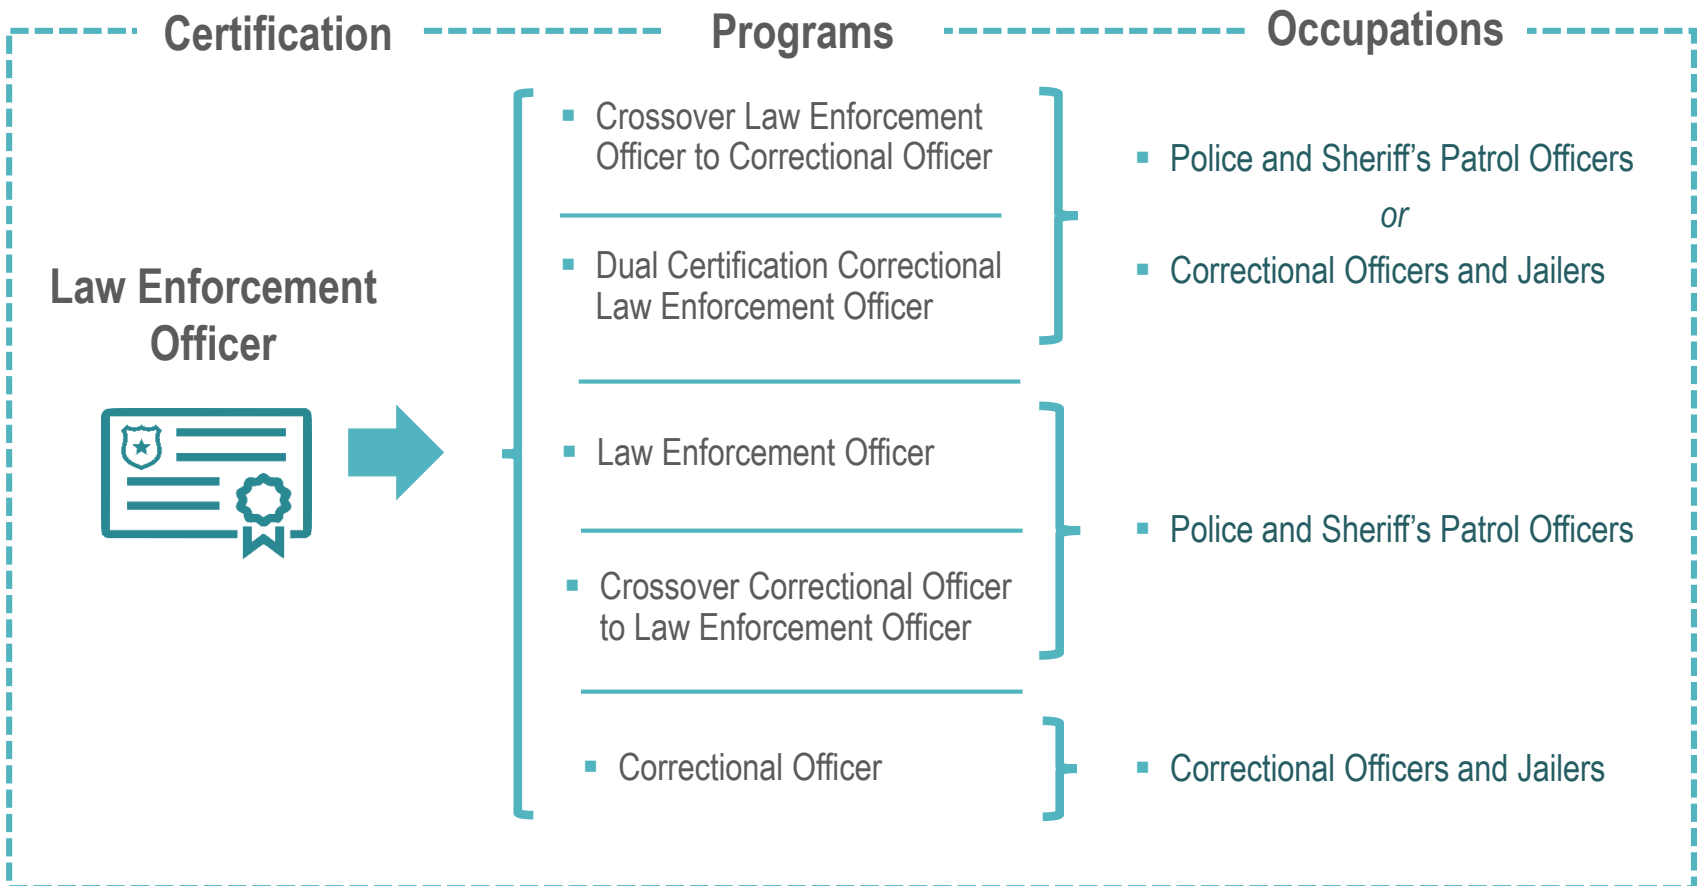 Certification
Programs
Occupations
Law Enforcement
Officer
▪ Crossover Law Enforcement
Officer to Correctional Officer
▪ Dual Certification Correctional
Law Enforcement Officer
▪ Law Enforcement Officer
▪ Crossover Correctional Officer
to Law Enforcement Officer
▪ Correctional Officer
▪ Police and Sheriff’s Patrol Officers
or
▪ Correctional Officers and Jailers
▪ Police and Sheriff’s Patrol Officers
▪ Correctional Officers and Jailers